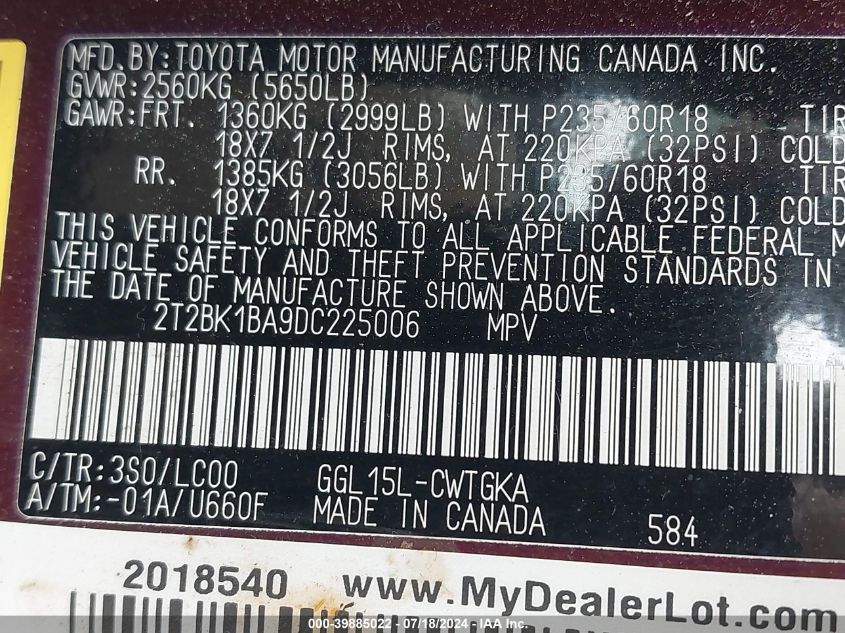 MFD.BY:TOYOTA MOTOR MANUFACTURING CANADA INC.
GVWR:2560KG (5650LB)
GAWR:FRT. 1360KG (2999LB) WITH P235/60R18 TIR
18X7 1/2J RIMS, AT 220KPA (32PSI) COLD
RR. 1385KG (3056LB) WITH P235/60R18 TIR
18X7 1/2J RIMS, AT 220KPA (32PSI) COLD
THIS VEHICLE CONFORMS TO ALL APPLICABLE FEDERAL M
VEHICLE SAFETY AND THEFT PREVENTION STANDARDS IN
THE DATE OF MANUFACTURE SHOWN ABOVE.
2T2BK1BA9DC225006 MPV
C/TR:3S0/LC00 GGL15L-CWTGKA
A/TM:-01A/U660F MADE IN CANADA 584
2018540 www.MyDealerLot.com
000-39885022 - 07/18/2024 - IAA Inc.